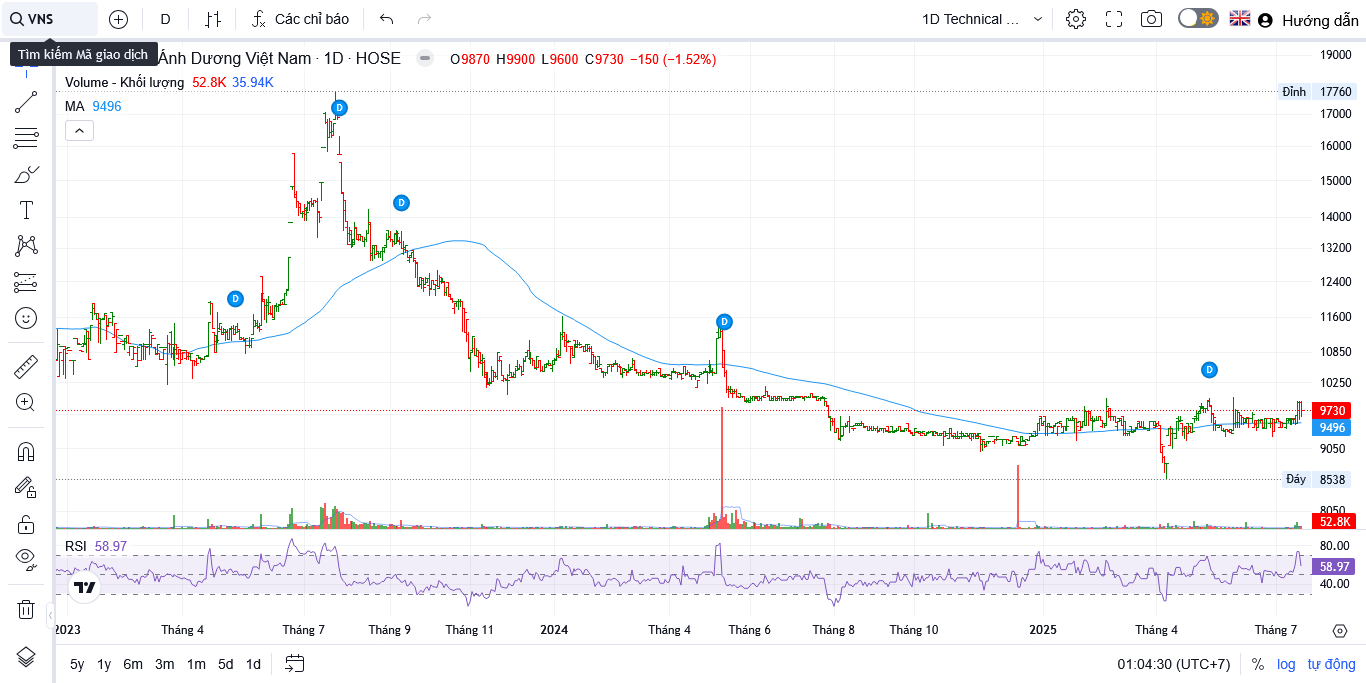 VNS
D
Các chỉ báo
1D Technical ...
Hướng dẫn
Tìm kiếm Mã giao dịch
Ánh Dương Việt Nam · 1D · HOSE
O9870 H9900 L9600 C9730 −150 (−1.52%)
Volume - Khối lượng 52.8K 35.94K
MA 9496
D
D
D
D
D
19000
Đỉnh 17760
17000
16000
15000
14000
13200
12400
11600
10850
10250
9730
9496
9050
Đáy 8538
8050
52.8K
RSI 58.97
80.00
58.97
40.00
2023 Tháng 4 Tháng 7 Tháng 9 Tháng 11 2024 Tháng 4 Tháng 6 Tháng 8 Tháng 10 2025 Tháng 4 Tháng 7
5y 1y 6m 3m 1m 5d 1d
01:04:30 (UTC+7) % log tự động